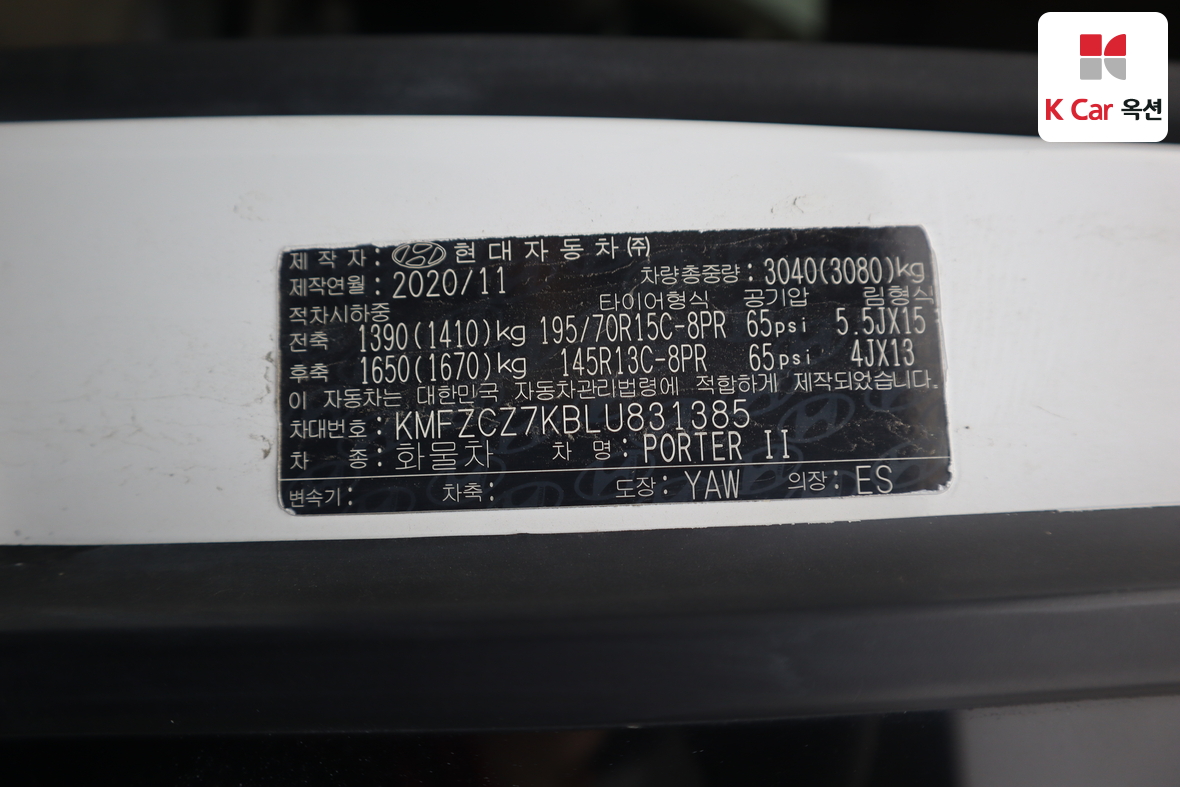 K Car 옥션
제 작 자 : 현 대 자 동 차 ㈜
제작연월 : 2020/11 차량총중량 : 3040(3080)kg
적차시하중 타이어형식 공기압 림형식
전축 1390(1410)kg 195/70R15C-8PR 65psi 5.5JX15
후축 1650(1670)kg 145R13C-8PR 65psi 4JX13
이 자동차는 대한민국 자동차관리법령에 적합하게 제작되었습니다.
차대번호 : KMFZCZ7KBLU831385
차 종 : 화물차 차 명 : PORTER II
변속기 : 차축 : 도장 : YAW 의장 : ES